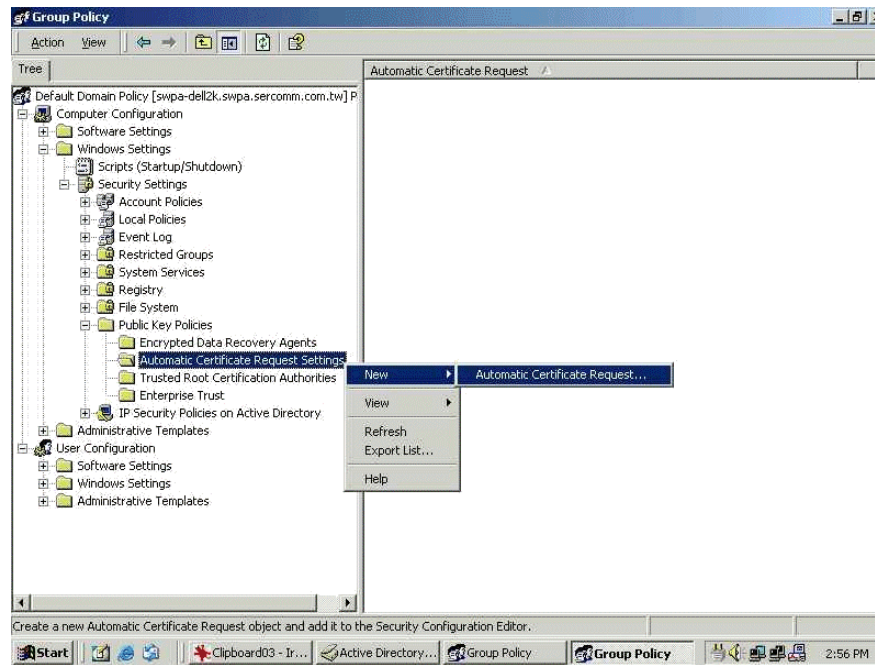 Group Policy
Action View
Tree
Automatic Certificate Request
Default Domain Policy [swpa-dell2k.swpa.sercomm.com.tw] P
Computer Configuration
Software Settings
Windows Settings
Scripts (Startup/Shutdown)
Security Settings
Account Policies
Local Policies
Event Log
Restricted Groups
System Services
Registry
File System
Public Key Policies
Encrypted Data Recovery Agents
Automatic Certificate Request Settings
Trusted Root Certification Authorities
Enterprise Trust
IP Security Policies on Active Directory
Administrative Templates
User Configuration
Software Settings
Windows Settings
Administrative Templates
New
Automatic Certificate Request...
View
Refresh
Export List...
Help
Create a new Automatic Certificate Request object and add it to the Security Configuration Editor.
Start Clipboard03 - Ir... Active Directory... Group Policy Group Policy 2:56 PM